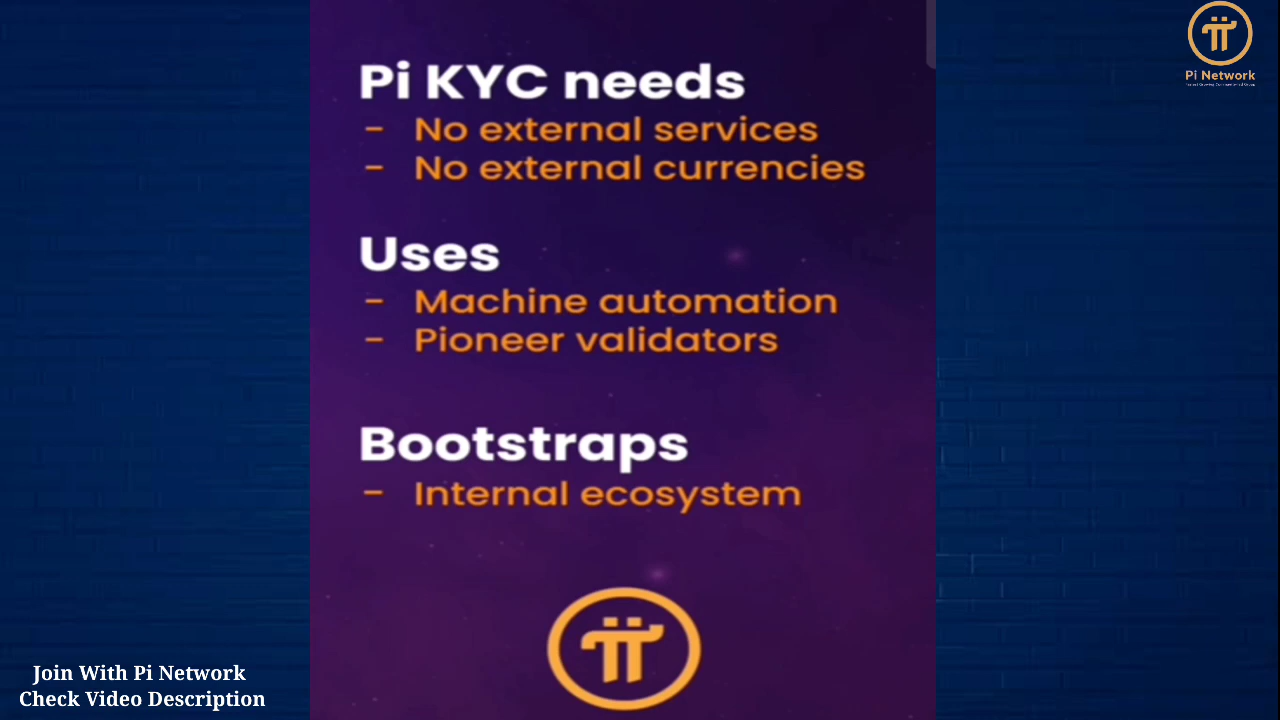 Pi KYC needs
- No external services
- No external currencies
Uses
- Machine automation
- Pioneer validators
Bootstraps
- Internal ecosystem
Pi Network
Join With Pi Network
Check Video Description